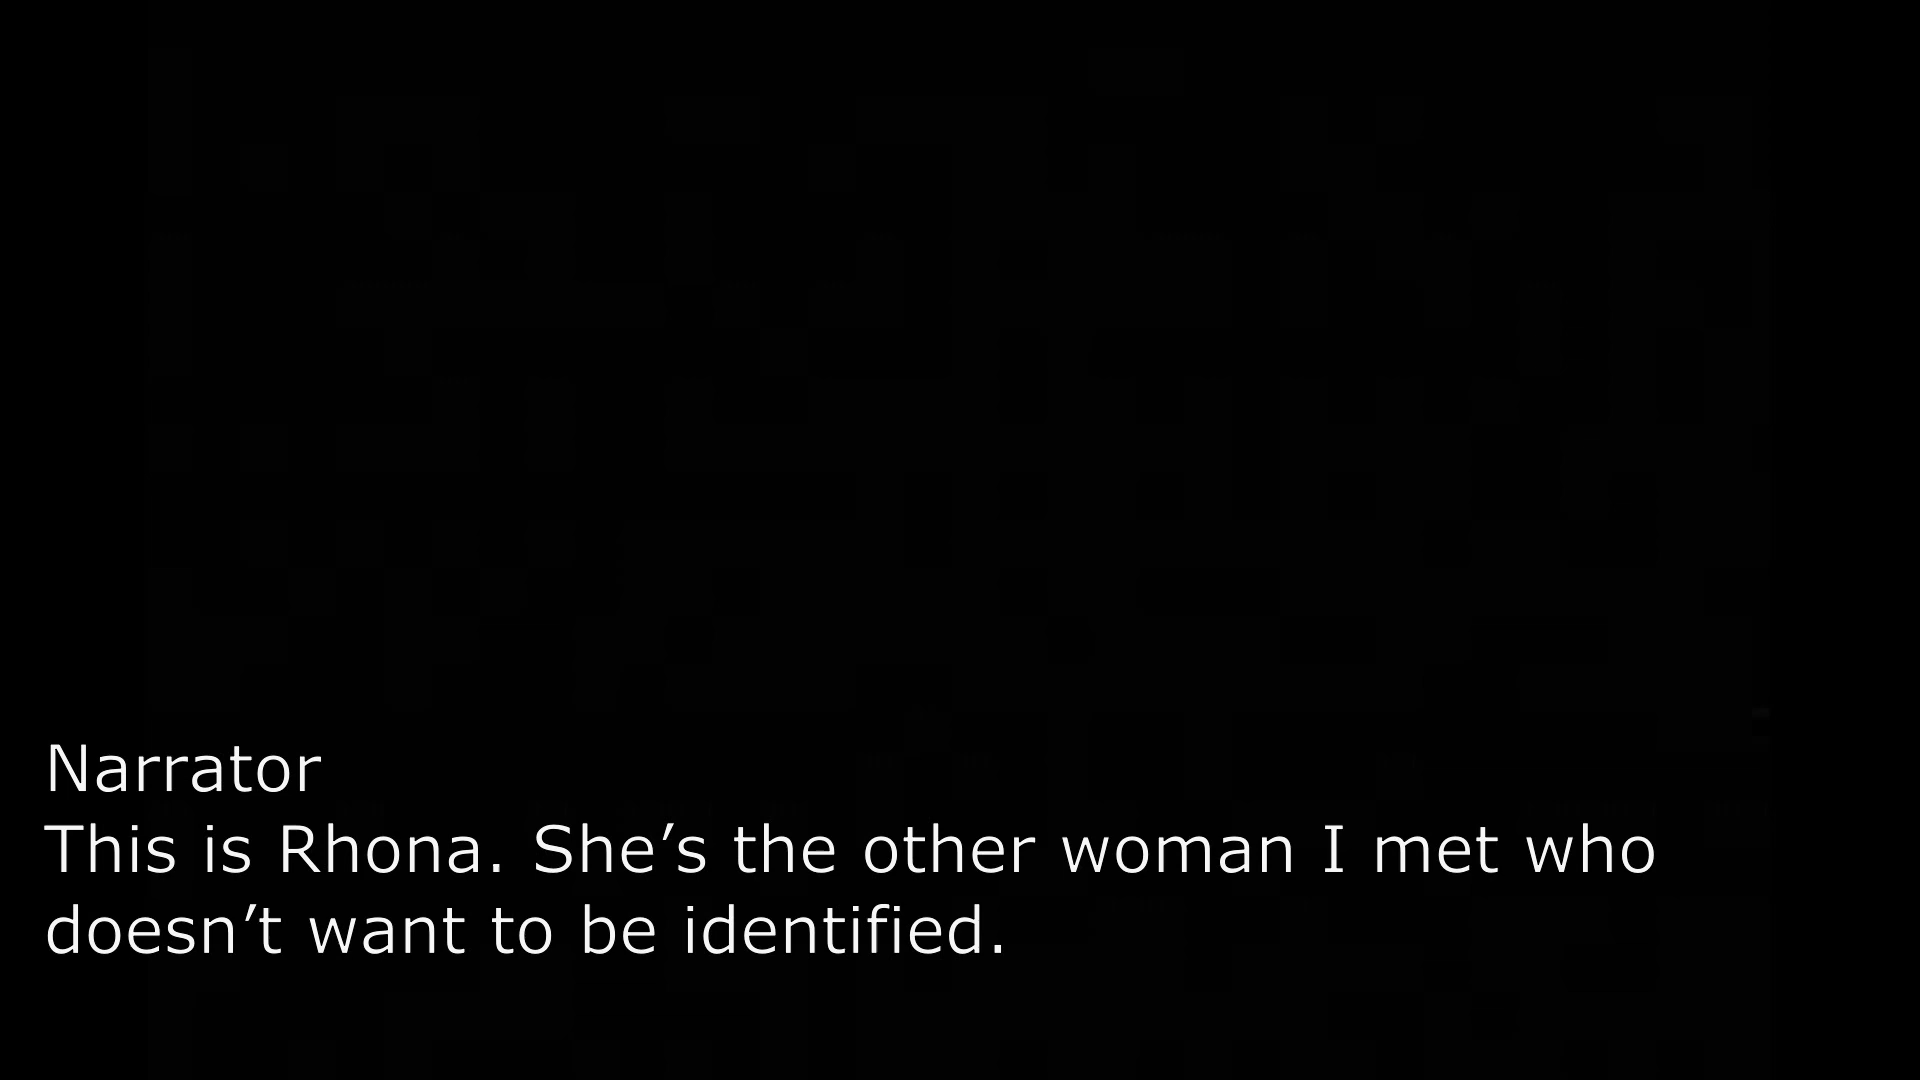 Narrator
This is Rhona. She’s the other woman I met who
doesn’t want to be identified.